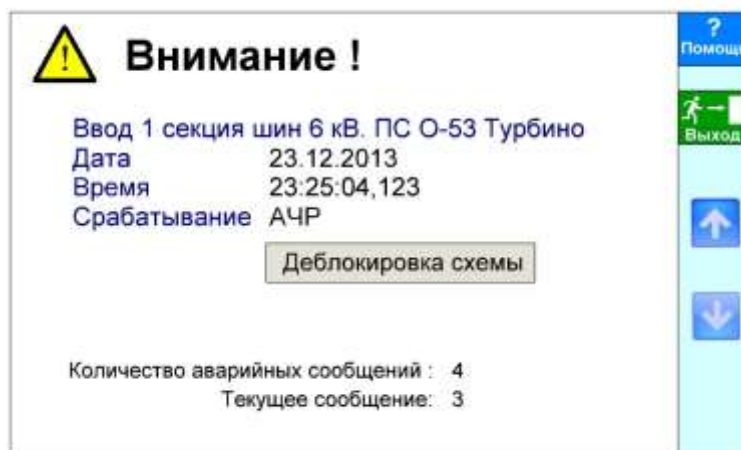 Внимание !
Ввод 1 секция шин 6 кВ. ПС О-53 Турбино
Дата 23.12.2013
Время 23:25:04,123
Срабатывание АЧР
Деблокировка схемы
Количество аварийных сообщений : 4
Текущее сообщение: 3
?
Помощь
Выход